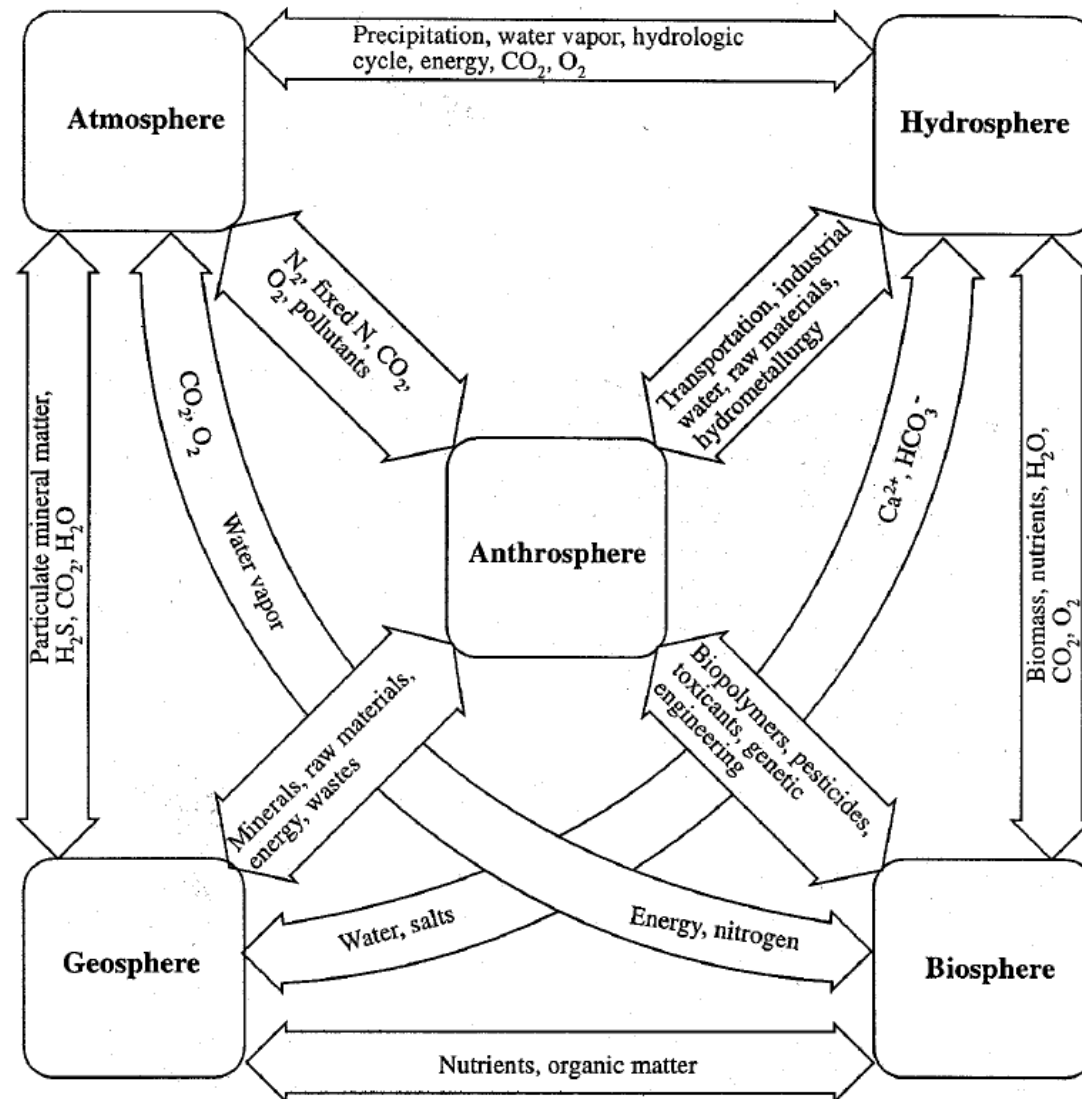 Precipitation, water vapor, hydrologic
cycle, energy, CO₂, O₂
Atmosphere
Hydrosphere
N₂, fixed N, CO₂,
O₂, pollutants
Transportation, industrial
water, raw materials,
hydrometallurgy
CO₂, O₂
Water vapor
Ca²⁺, HCO₃⁻
Particulate mineral matter,
H₂S, CO₂, H₂O
Biomass, nutrients, H₂O,
CO₂, O₂
Anthrosphere
Minerals, raw materials,
energy, wastes
Biopolymers, pesticides,
toxicants, genetic
engineering
Water, salts
Energy, nitrogen
Geosphere
Biosphere
Nutrients, organic matter